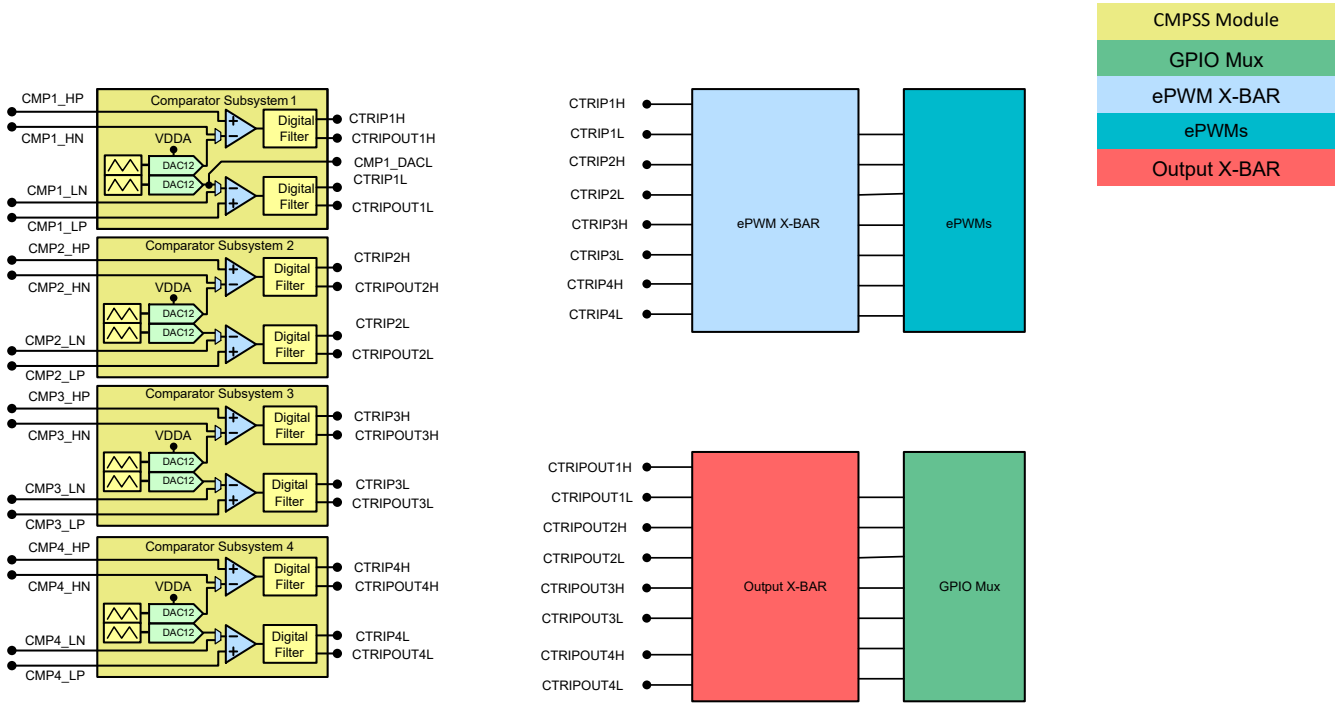 CMPSS Module
GPIO Mux
ePWM X-BAR
ePWMs
Output X-BAR
CMP1_HP
CMP1_HN
CMP1_LN
CMP1_LP
Comparator Subsystem 1
VDDA
DAC12
DAC12
Digital
Filter
Digital
Filter
CTRIP1H
CTRIPOUT1H
CMP1_DACL
CTRIP1L
CTRIPOUT1L
CMP2_HP
CMP2_HN
CMP2_LN
CMP2_LP
Comparator Subsystem 2
VDDA
DAC12
DAC12
Digital
Filter
Digital
Filter
CTRIP2H
CTRIPOUT2H
CTRIP2L
CTRIPOUT2L
CMP3_HP
CMP3_HN
CMP3_LN
CMP3_LP
Comparator Subsystem 3
VDDA
DAC12
DAC12
Digital
Filter
Digital
Filter
CTRIP3H
CTRIPOUT3H
CTRIP3L
CTRIPOUT3L
CMP4_HP
CMP4_HN
CMP4_LN
CMP4_LP
Comparator Subsystem 4
VDDA
DAC12
DAC12
Digital
Filter
Digital
Filter
CTRIP4H
CTRIPOUT4H
CTRIP4L
CTRIPOUT4L
CTRIP1H
CTRIP1L
CTRIP2H
CTRIP2L
CTRIP3H
CTRIP3L
CTRIP4H
CTRIP4L
ePWM X-BAR
ePWMs
CTRIPOUT1H
CTRIPOUT1L
CTRIPOUT2H
CTRIPOUT2L
CTRIPOUT3H
CTRIPOUT3L
CTRIPOUT4H
CTRIPOUT4L
Output X-BAR
GPIO Mux